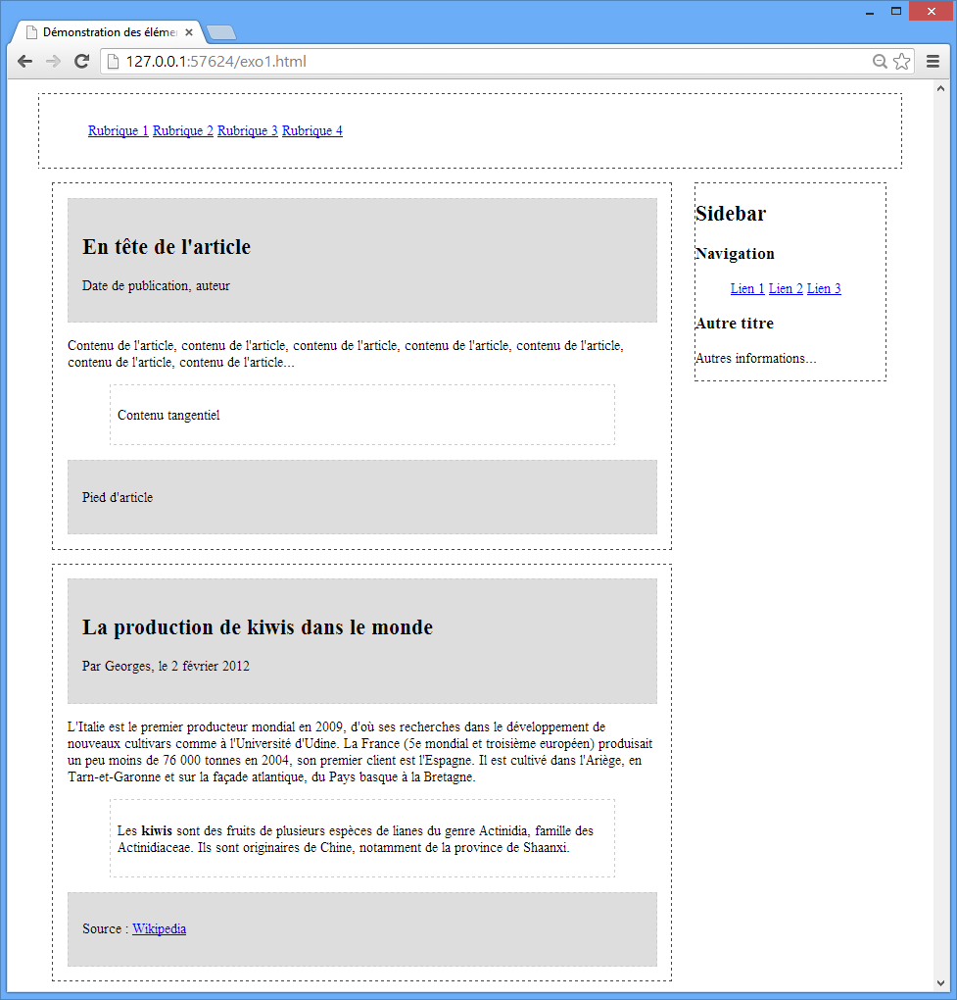 Démonstration des éléme
127.0.0.1:57624/exo1.html
Rubrique 1 Rubrique 2 Rubrique 3 Rubrique 4
En tête de l'article
Date de publication, auteur
Contenu de l'article, contenu de l'article, contenu de l'article, contenu de l'article, contenu de l'article,
contenu de l'article, contenu de l'article...
Contenu tangentiel
Pied d'article
La production de kiwis dans le monde
Par Georges, le 2 février 2012
L'Italie est le premier producteur mondial en 2009, d'où ses recherches dans le développement de
nouveaux cultivars comme à l'Université d'Udine. La France (5e mondial et troisième européen) produisait
un peu moins de 76 000 tonnes en 2004, son premier client est l'Espagne. Il est cultivé dans l'Ariège, en
Tarn-et-Garonne et sur la façade atlantique, du Pays basque à la Bretagne.
Les kiwis sont des fruits de plusieurs espèces de lianes du genre Actinidia, famille des
Actinidiaceae. Ils sont originaires de Chine, notamment de la province de Shaanxi.
Source : Wikipedia
Sidebar
Navigation
Lien 1 Lien 2 Lien 3
Autre titre
Autres informations...